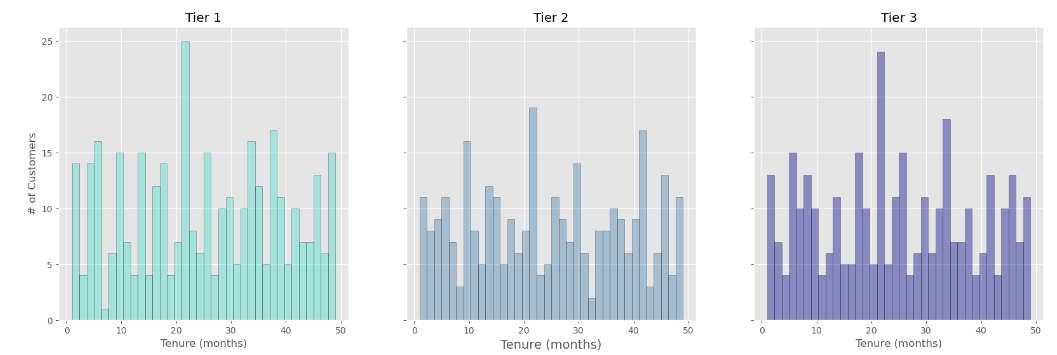 Tier 1
Tier 2
Tier 3
# of Customers
25
20
15
10
5
0
0 10 20 30 40 50
0 10 20 30 40 50
0 10 20 30 40 50
Tenure (months)
Tenure (months)
Tenure (months)